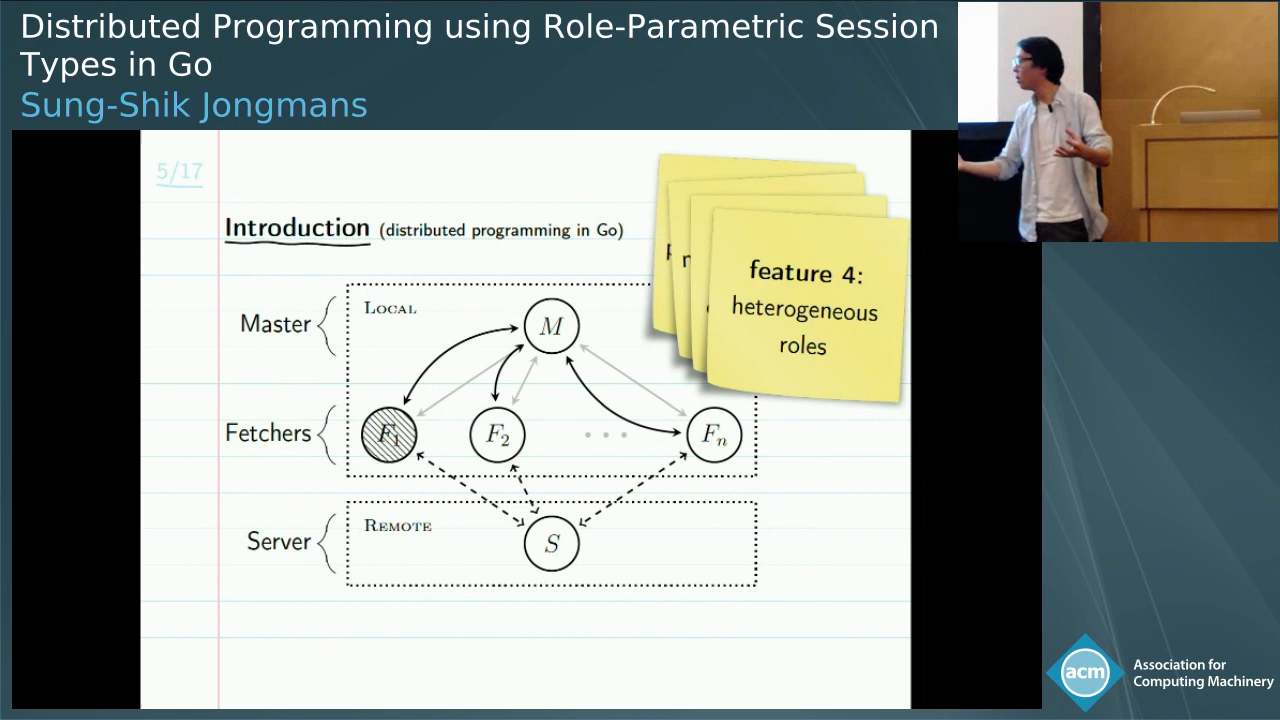 Distributed Programming using Role-Parametric Session
Types in Go
Sung-Shik Jongmans
5/17
Introduction (distributed programming in Go)
feature 4:
heterogeneous
roles
Master
LOCAL
M
Fetchers
F1
F2
Fn
Server
REMOTE
S
acm
Association for
Computing Machinery